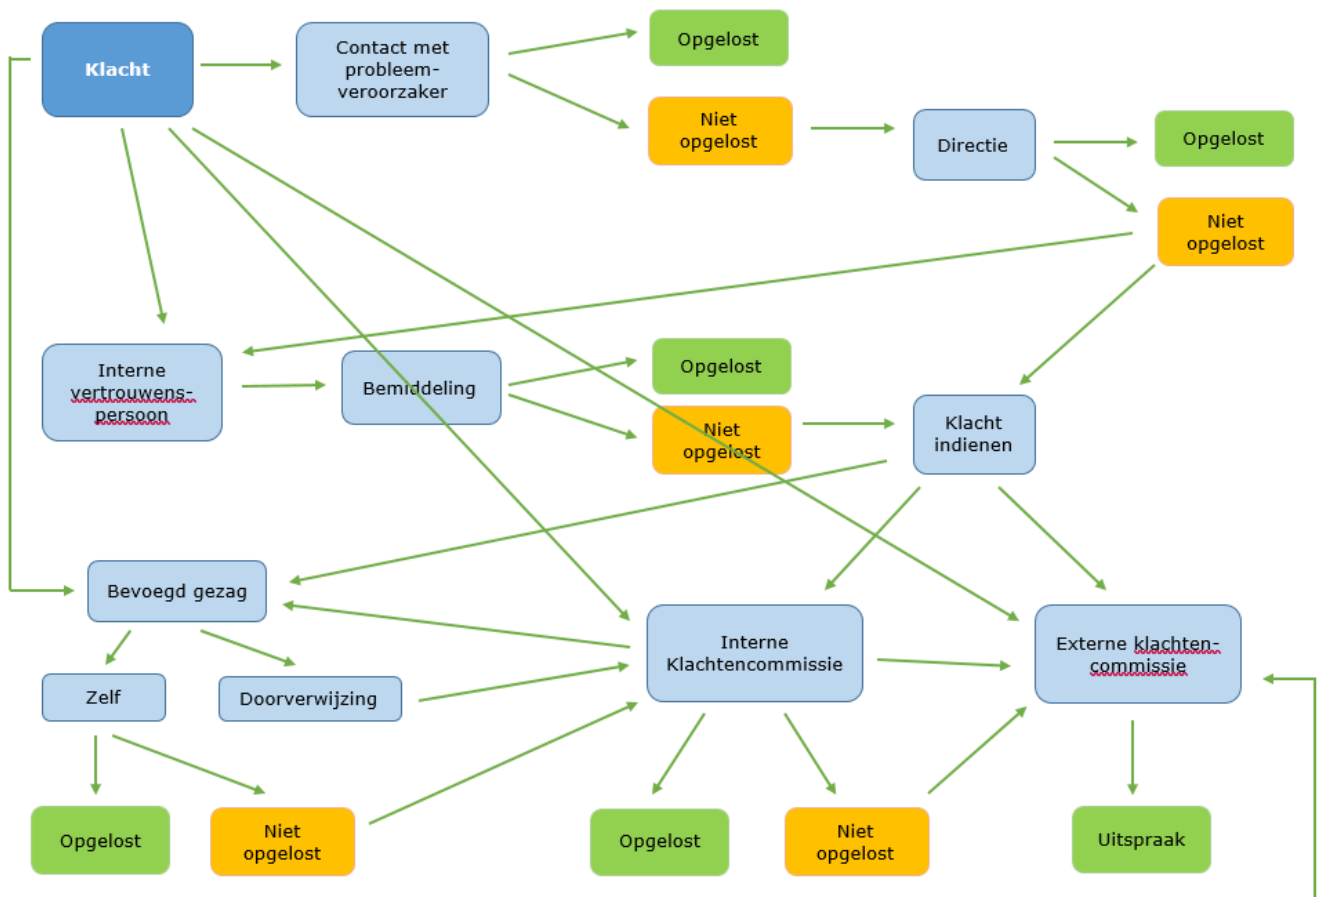 Klacht
Contact met
probleem-
veroorzaker
Opgelost
Niet
opgelost
Directie
Opgelost
Niet
opgelost
Interne
vertrouwens-
persoon
Bemiddeling
Opgelost
Niet
opgelost
Klacht
indienen
Bevoegd gezag
Interne
Klachtencommissie
Externe klachten-
commissie
Zelf
Doorverwijzing
Opgelost
Niet
opgelost
Opgelost
Niet
opgelost
Uitspraak